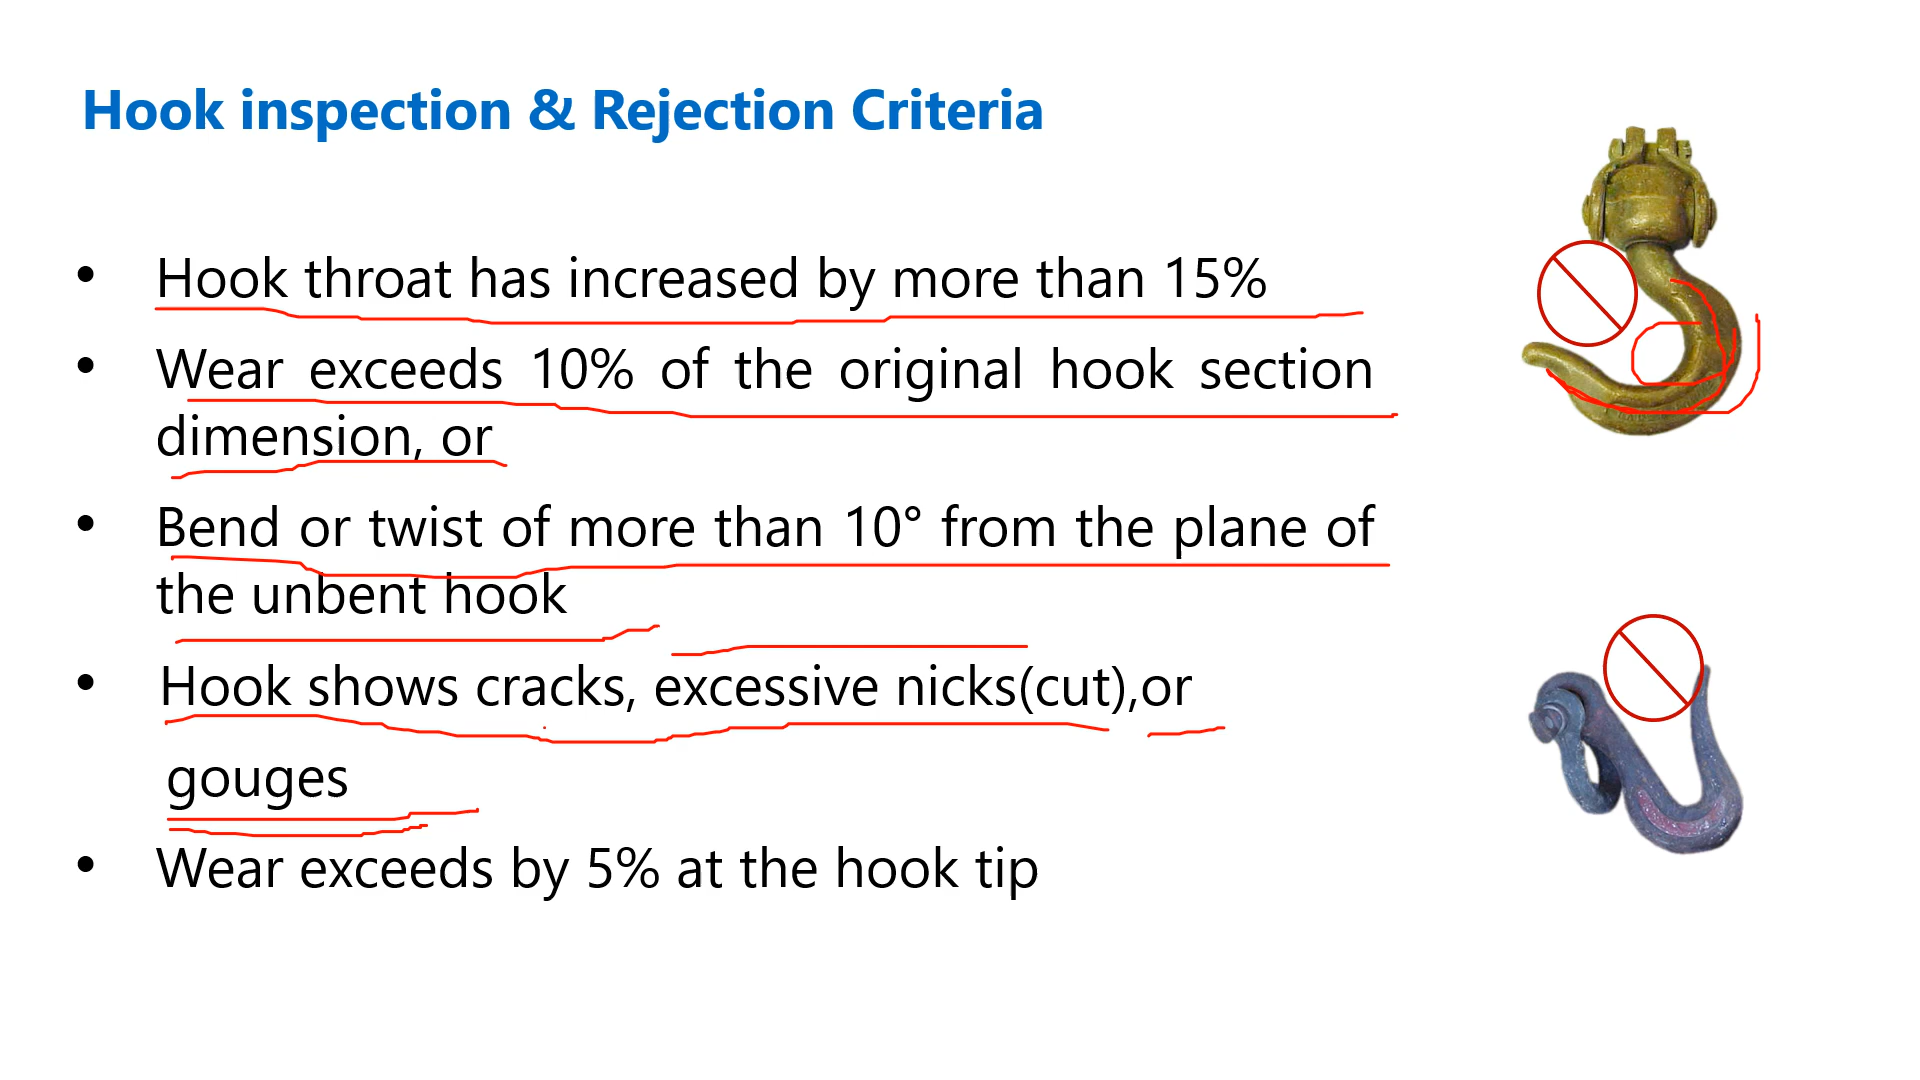 Hook inspection & Rejection Criteria
• Hook throat has increased by more than 15%
• Wear exceeds 10% of the original hook section
dimension, or
• Bend or twist of more than 10° from the plane of
the unbent hook
• Hook shows cracks, excessive nicks(cut),or
gouges
• Wear exceeds by 5% at the hook tip